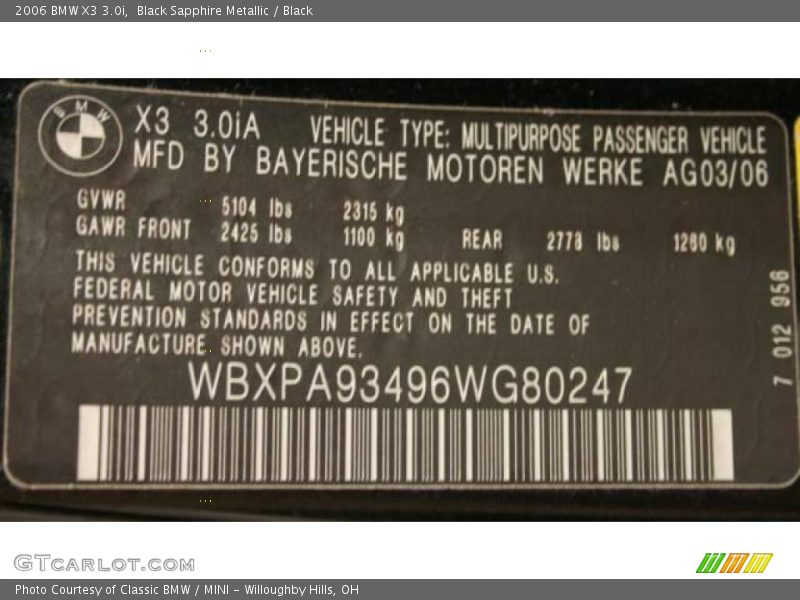 2006 BMW X3 3.0i,  Black Sapphire Metallic / Black
BMW
X3 3.0iA VEHICLE TYPE: MULTIPURPOSE PASSENGER VEHICLE
MFD BY BAYERISCHE MOTOREN WERKE AG03/06
GVWR 5104 lbs 2315 kg
GAWR FRONT 2425 lbs 1100 kg REAR 2778 lbs 1260 kg
THIS VEHICLE CONFORMS TO ALL APPLICABLE U.S.
FEDERAL MOTOR VEHICLE SAFETY AND THEFT
PREVENTION STANDARDS IN EFFECT ON THE DATE OF
MANUFACTURE SHOWN ABOVE.
WBXPA93496WG80247
7 012 956
GTCARLOT.COM
Photo Courtesy of Classic BMW / MINI - Willoughby Hills, OH